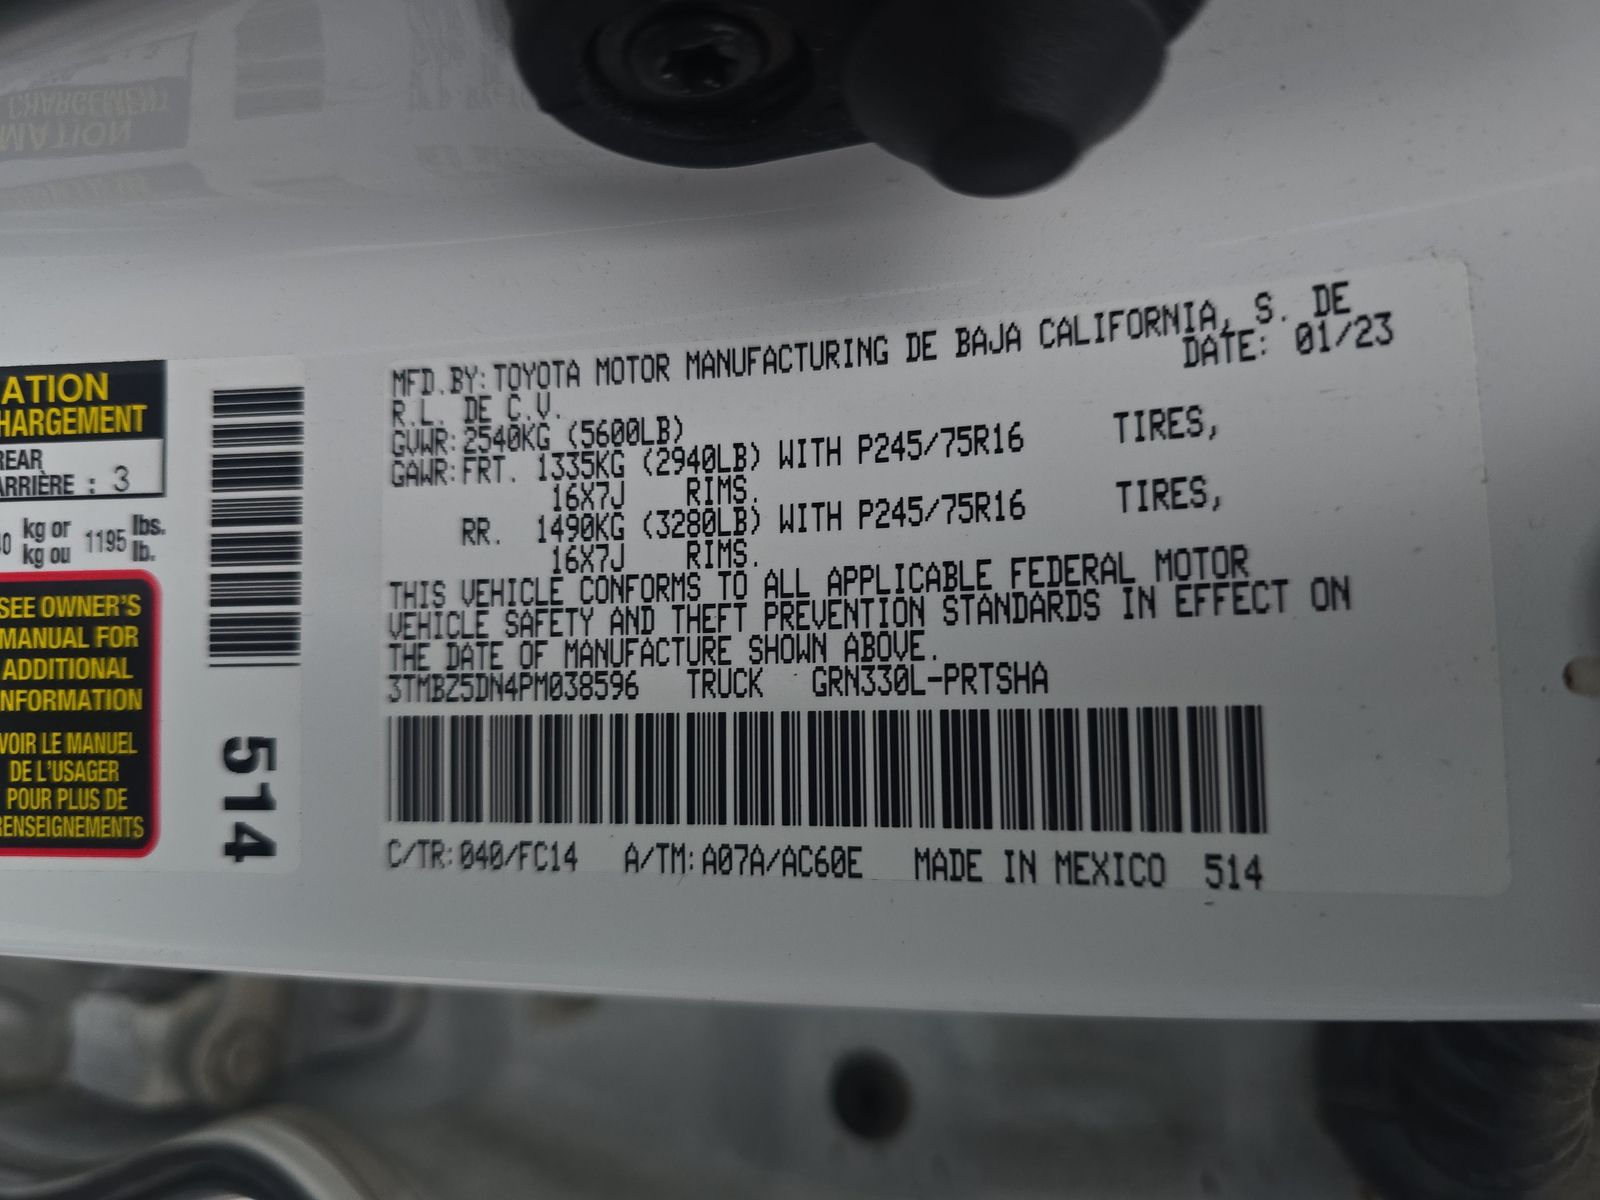 ATION
HARGEMENT
REAR
ARRIÈRE : 3
kg or 1195 lbs.
kg ou lb.
SEE OWNER'S
MANUAL FOR
ADDITIONAL
INFORMATION
VOIR LE MANUEL
DE L'USAGER
POUR PLUS DE
RENSEIGNEMENTS
514
MFD.BY:TOYOTA MOTOR MANUFACTURING DE BAJA CALIFORNIA, S. DE
R.L. DE C.V. DATE: 01/23
GVWR:2540KG (5600LB)
GAWR:FRT. 1335KG (2940LB) WITH P245/75R16 TIRES,
16X7J RIMS.
RR. 1490KG (3280LB) WITH P245/75R16 TIRES,
16X7J RIMS.
THIS VEHICLE CONFORMS TO ALL APPLICABLE FEDERAL MOTOR
VEHICLE SAFETY AND THEFT PREVENTION STANDARDS IN EFFECT ON
THE DATE OF MANUFACTURE SHOWN ABOVE.
3TMBZ5DN4PM038596 TRUCK GRN330L-PRTSHA
C/TR:040/FC14 A/TM:A07A/AC60E MADE IN MEXICO 514